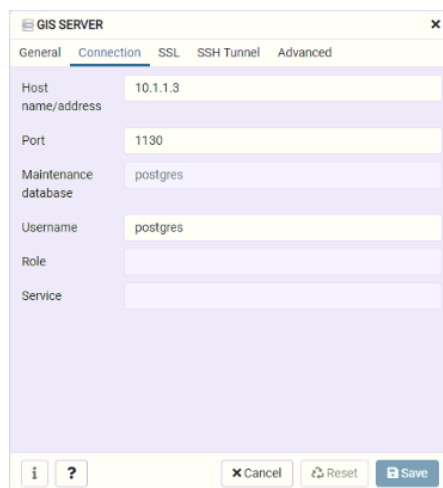 GIS SERVER
General Connection SSL SSH Tunnel Advanced
Host name/address 10.1.1.3
Port 1130
Maintenance database postgres
Username postgres
Role
Service
i ? Cancel Reset Save